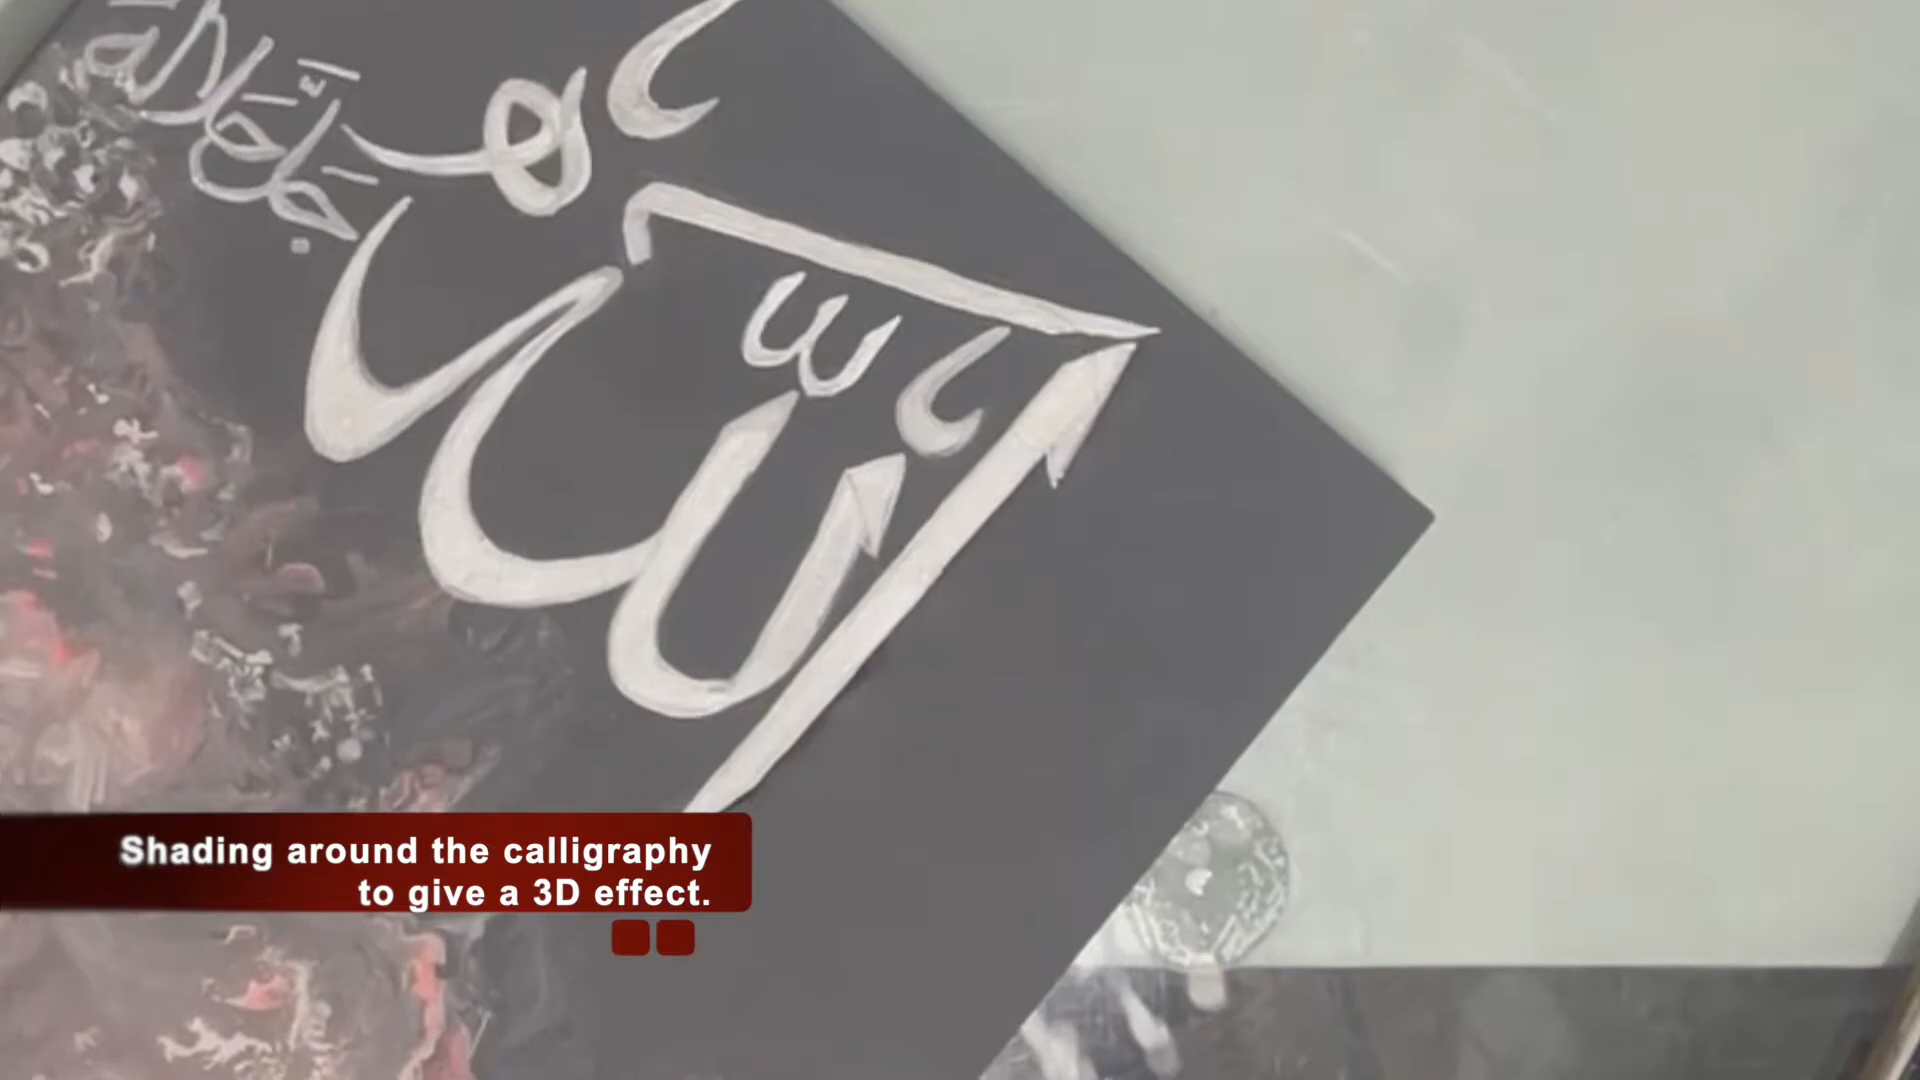 جل جلاله
الله
Shading around the calligraphy
to give a 3D effect.